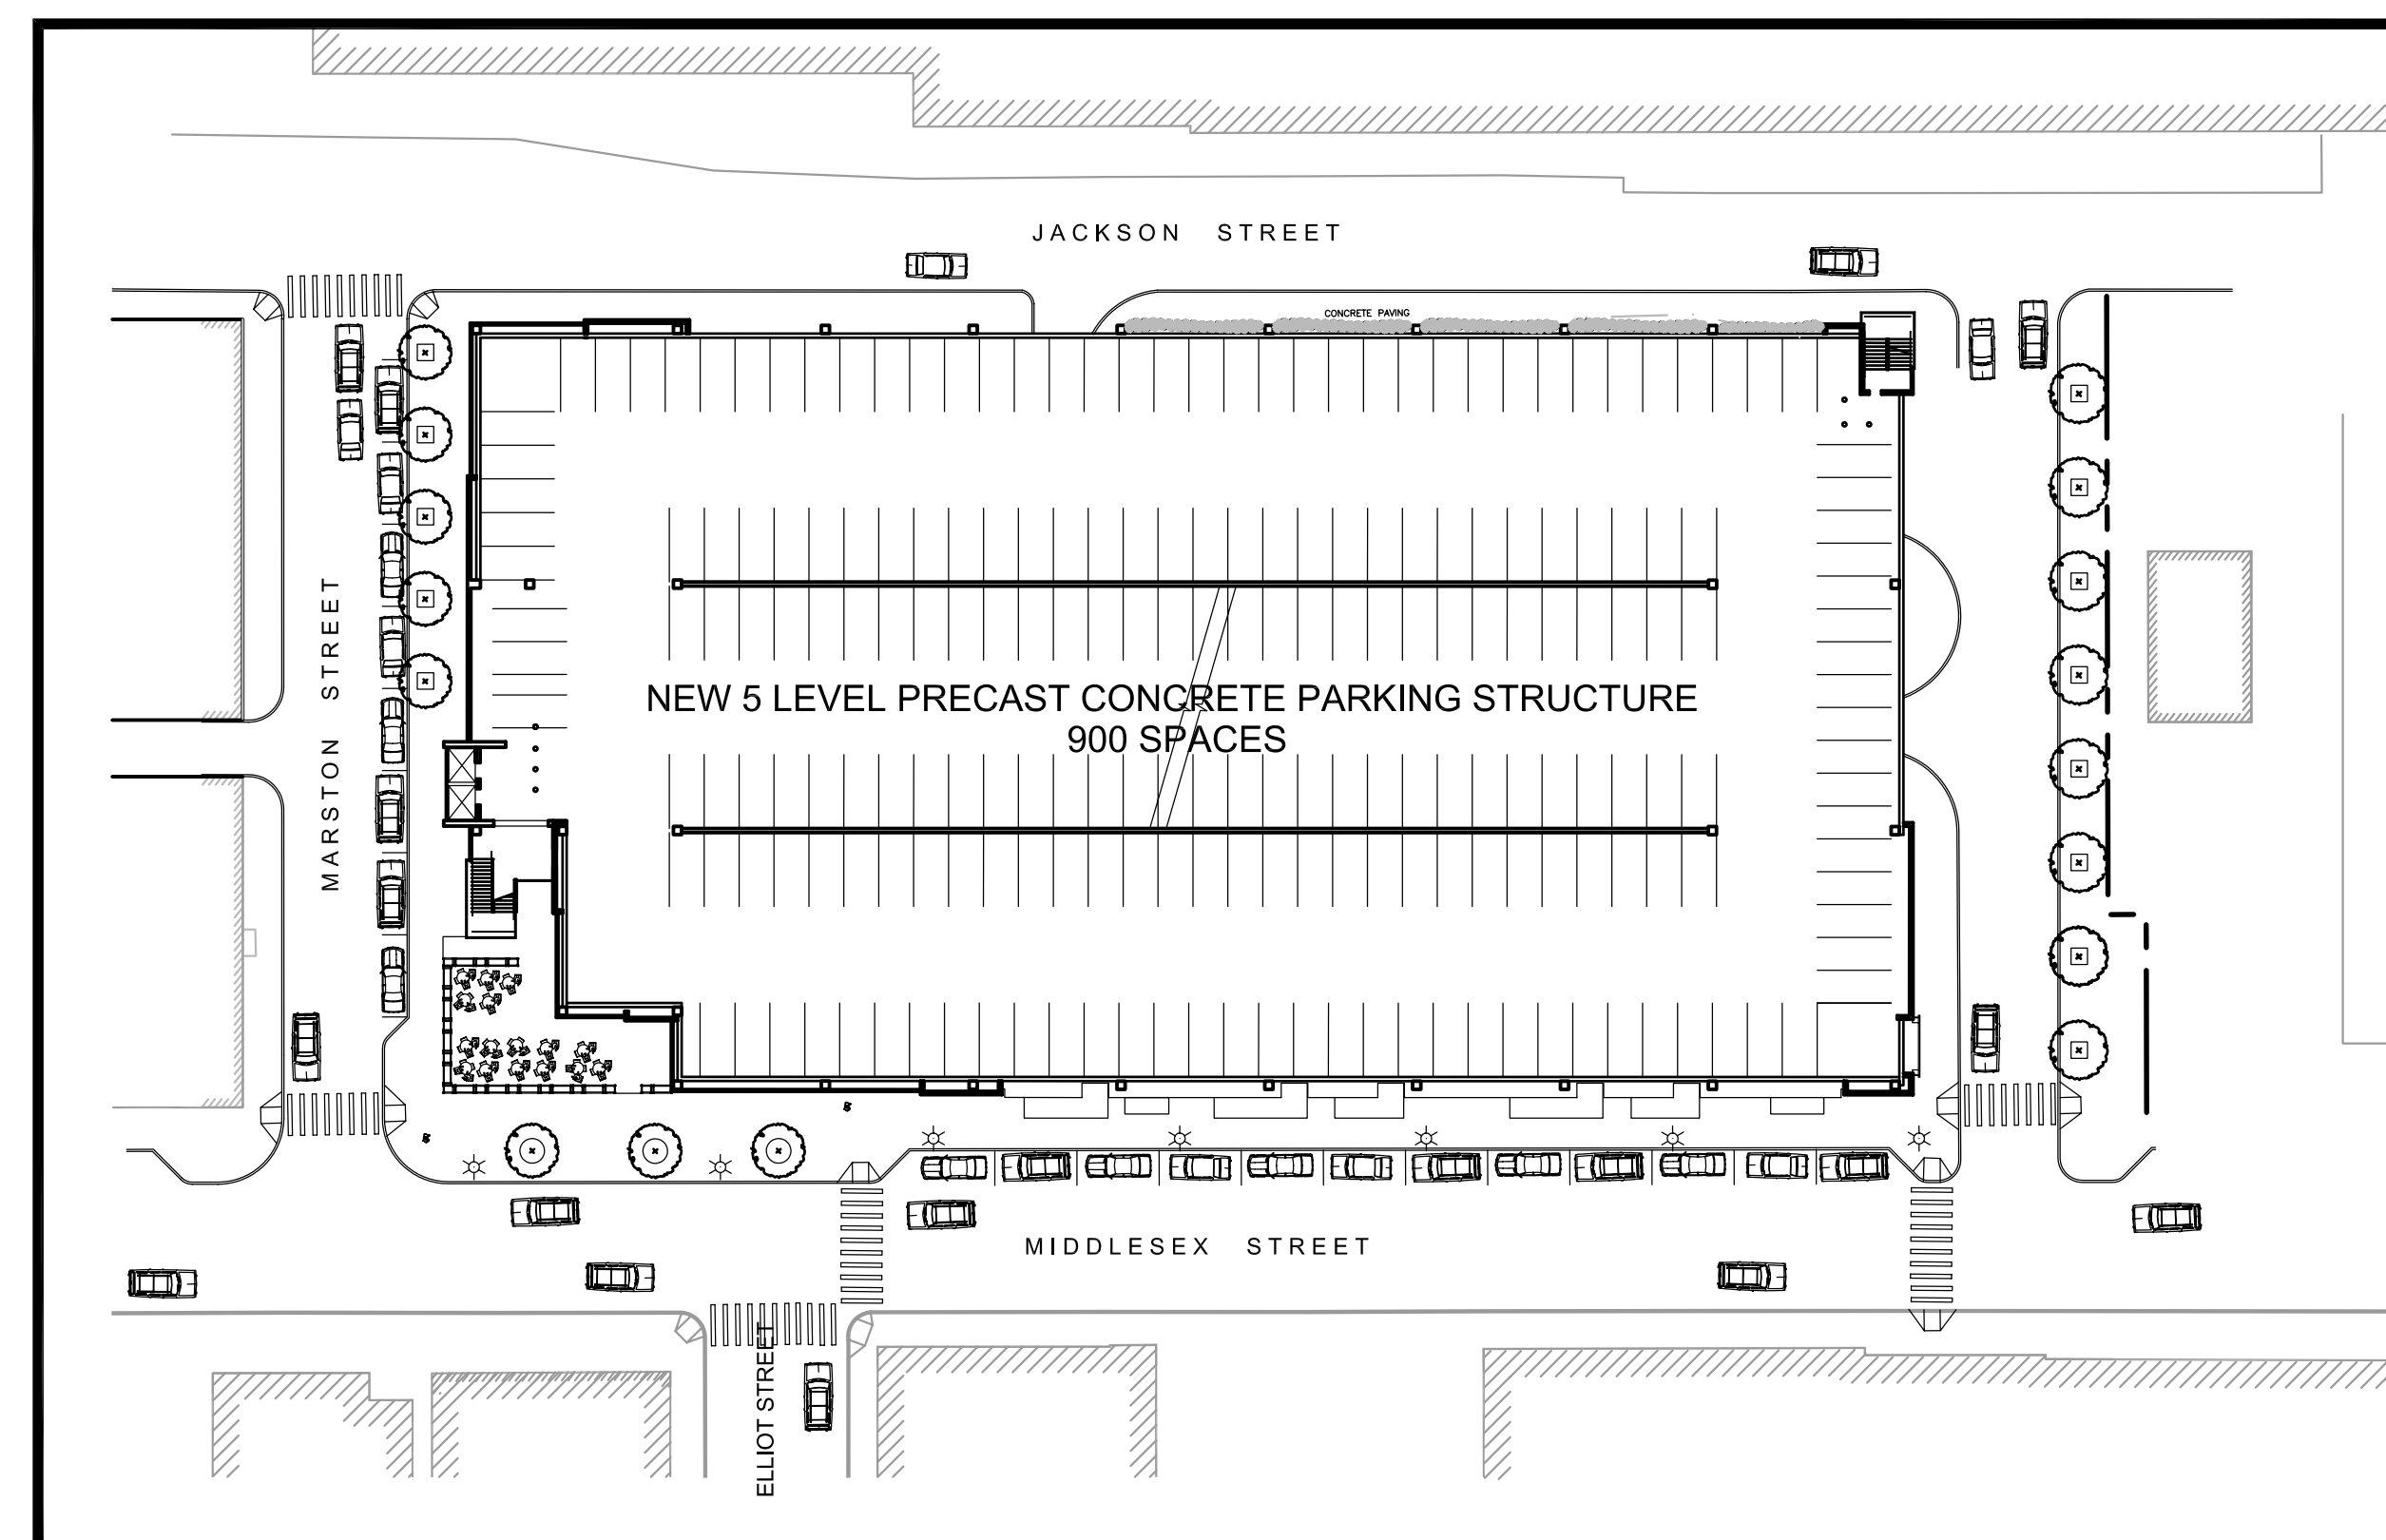 JACKSON STREET
CONCRETE PAVING
MARSTON STREET
NEW 5 LEVEL PRECAST CONCRETE PARKING STRUCTURE
900 SPACES
MIDDLESEX STREET
ELLIOT STREET